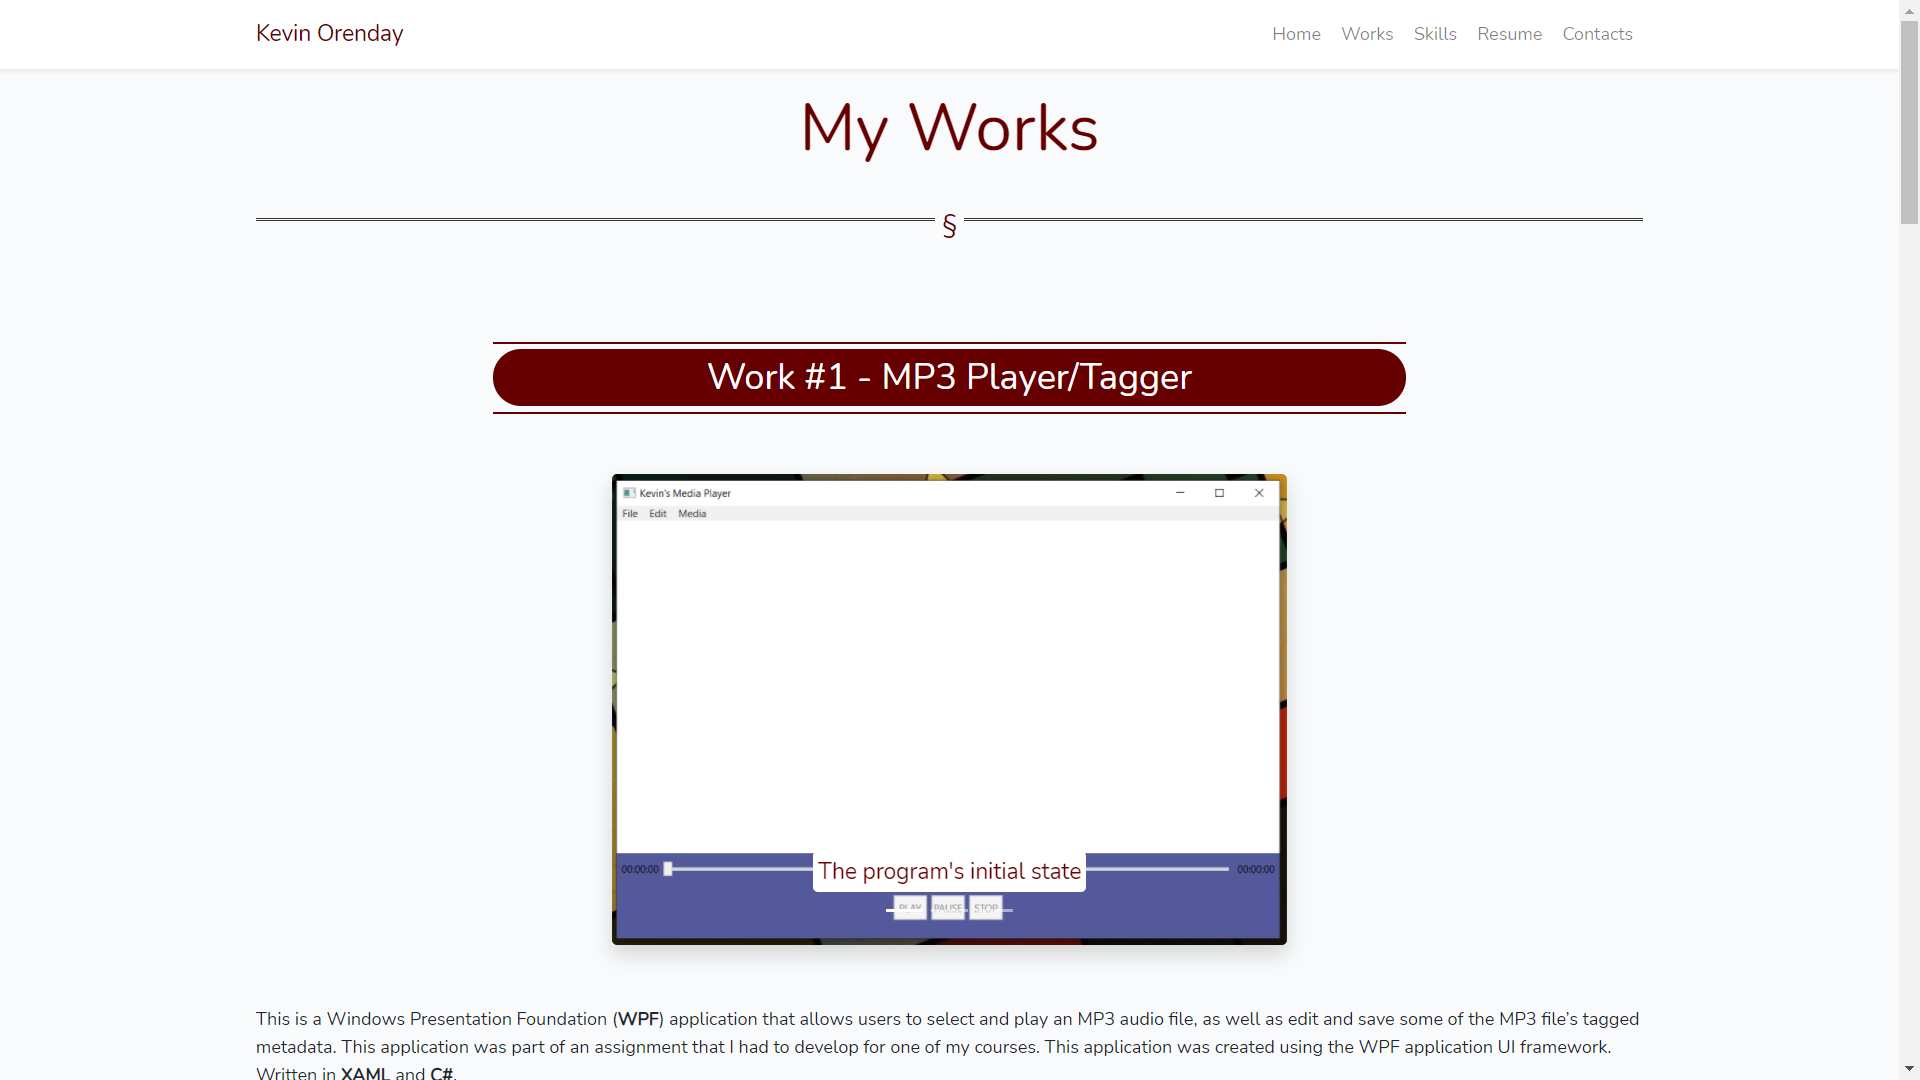 Kevin Orenday
Home Works Skills Resume Contacts
My Works
§
Work #1 - MP3 Player/Tagger
Kevin's Media Player
File Edit Media
00:00:00 00:00:00
The program's initial state
PLAY PAUSE STOP
This is a Windows Presentation Foundation (WPF) application that allows users to select and play an MP3 audio file, as well as edit and save some of the MP3 file’s tagged
metadata. This application was part of an assignment that I had to develop for one of my courses. This application was created using the WPF application UI framework.
Written in XAML and C#.